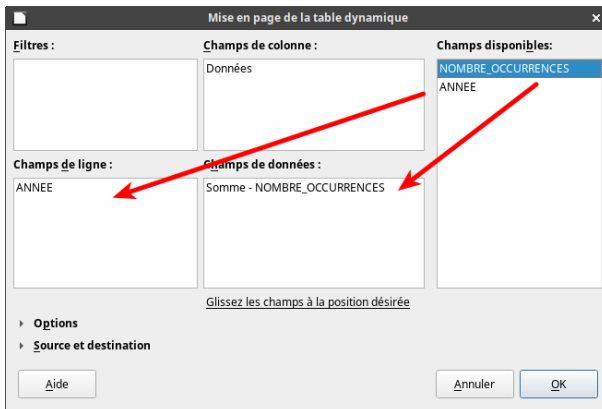 Mise en page de la table dynamique
Filtres :
Champs de colonne :
Champs disponibles:
Données
NOMBRE_OCCURRENCES
ANNEE
Champs de ligne :
Champs de données :
ANNEE
Somme - NOMBRE_OCCURRENCES
Glissez les champs à la position désirée
Options
Source et destination
Aide
Annuler
OK